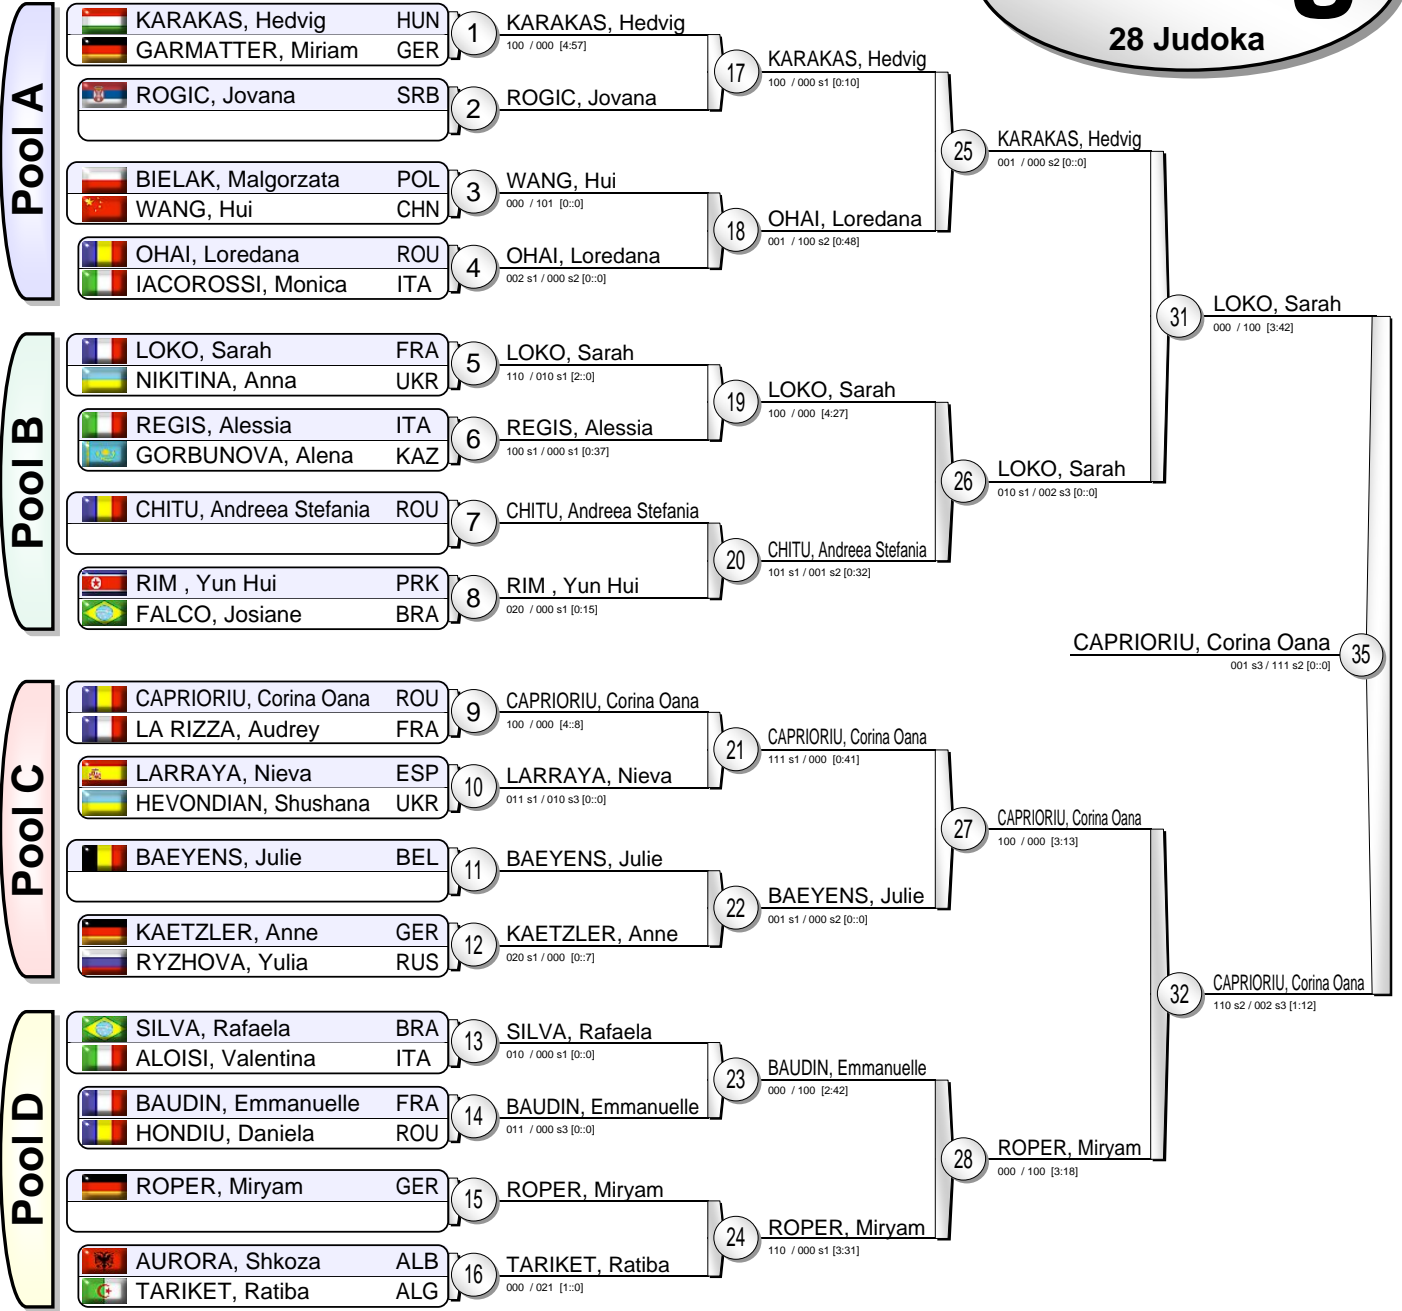 28 Judoka
Pool A
KARAKAS, Hedvig HUN
GARMATTER, Miriam GER
1
KARAKAS, Hedvig
100 / 000 [4:57]
ROGIC, Jovana SRB
2
ROGIC, Jovana
17
KARAKAS, Hedvig
100 / 000 s1 [0:10]
BIELAK, Malgorzata POL
WANG, Hui CHN
3
WANG, Hui
000 / 101 [0::0]
OHAI, Loredana ROU
IACOROSSI, Monica ITA
4
OHAI, Loredana
002 s1 / 000 s2 [0::0]
18
OHAI, Loredana
001 / 100 s2 [0:48]
25
KARAKAS, Hedvig
001 / 000 s2 [0::0]
Pool B
LOKO, Sarah FRA
NIKITINA, Anna UKR
5
LOKO, Sarah
110 / 010 s1 [2::0]
REGIS, Alessia ITA
GORBUNOVA, Alena KAZ
6
REGIS, Alessia
100 s1 / 000 s1 [0:37]
19
LOKO, Sarah
100 / 000 [4:27]
CHITU, Andreea Stefania ROU
7
CHITU, Andreea Stefania
RIM , Yun Hui PRK
FALCO, Josiane BRA
8
RIM , Yun Hui
020 / 000 s1 [0:15]
20
CHITU, Andreea Stefania
101 s1 / 001 s2 [0:32]
26
LOKO, Sarah
010 s1 / 002 s3 [0::0]
31
LOKO, Sarah
000 / 100 [3:42]
CAPRIORIU, Corina Oana
001 s3 / 111 s2 [0::0]
35
Pool C
CAPRIORIU, Corina Oana ROU
LA RIZZA, Audrey FRA
9
CAPRIORIU, Corina Oana
100 / 000 [4::8]
LARRAYA, Nieva ESP
HEVONDIAN, Shushana UKR
10
LARRAYA, Nieva
011 s1 / 010 s3 [0::0]
21
CAPRIORIU, Corina Oana
111 s1 / 000 [0:41]
BAEYENS, Julie BEL
11
BAEYENS, Julie
KAETZLER, Anne GER
RYZHOVA, Yulia RUS
12
KAETZLER, Anne
020 s1 / 000 [0::7]
22
BAEYENS, Julie
001 s1 / 000 s2 [0::0]
27
CAPRIORIU, Corina Oana
100 / 000 [3:13]
Pool D
SILVA, Rafaela BRA
ALOISI, Valentina ITA
13
SILVA, Rafaela
010 / 000 s1 [0::0]
BAUDIN, Emmanuelle FRA
HONDIU, Daniela ROU
14
BAUDIN, Emmanuelle
011 / 000 s3 [0::0]
23
BAUDIN, Emmanuelle
000 / 100 [2:42]
ROPER, Miryam GER
15
ROPER, Miryam
AURORA, Shkoza ALB
TARIKET, Ratiba ALG
16
TARIKET, Ratiba
000 / 021 [1::0]
24
ROPER, Miryam
110 / 000 s1 [3:31]
28
ROPER, Miryam
000 / 100 [3:18]
32
CAPRIORIU, Corina Oana
110 s2 / 002 s3 [1:12]